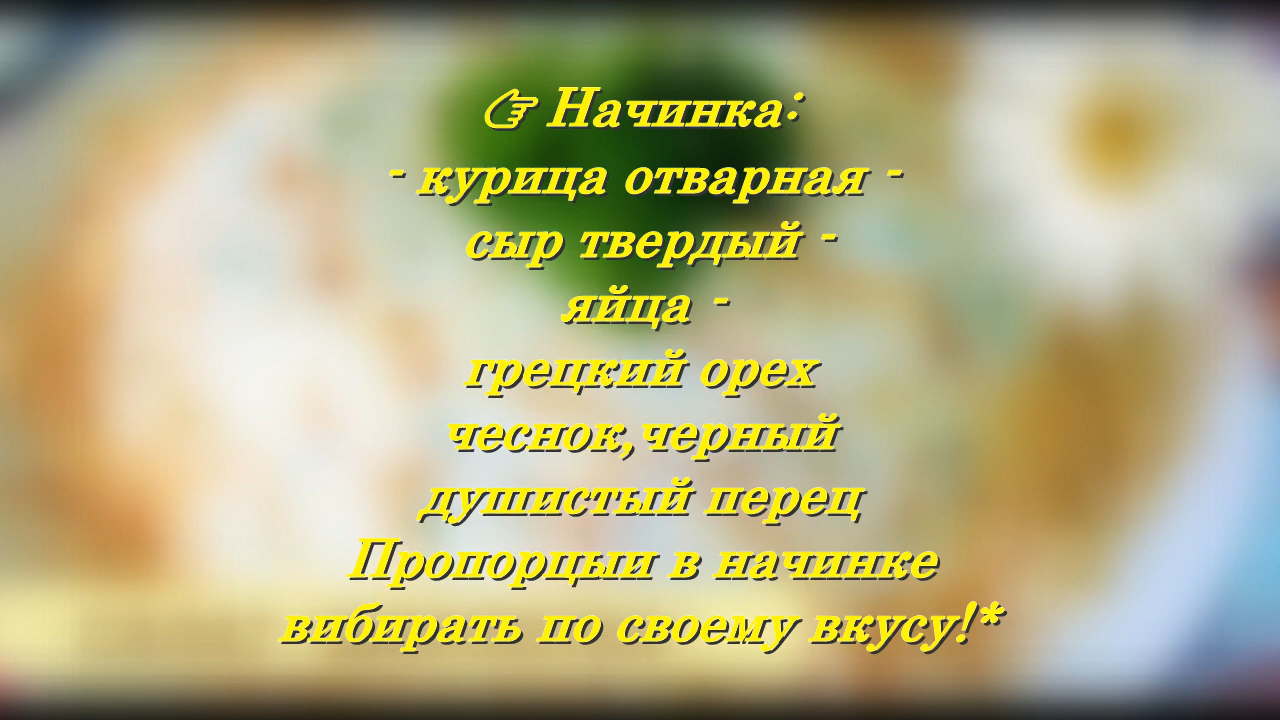 👉 Начинка:
- курица отварная -
сыр твердый -
яйца -
грецкий орех
чеснок,черный
душистый перец
Пропорцыи в начинке
вибирать по своему вкусу!*